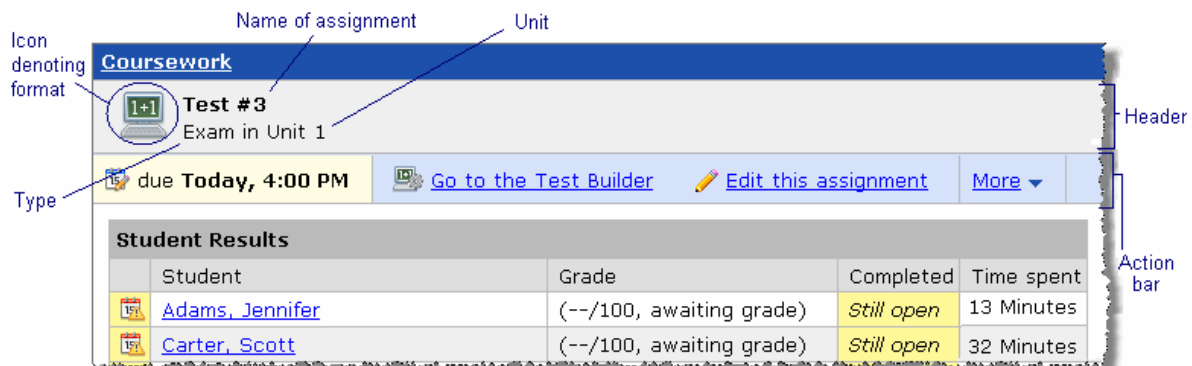 Name of assignment
Unit
Icon
denoting
format
Coursework
1+1
Test #3
Exam in Unit 1
Header
Type
due Today, 4:00 PM
Go to the Test Builder
Edit this assignment
More
Student Results
Action
bar
Student Grade Completed Time spent
Adams, Jennifer (--/100, awaiting grade) Still open 13 Minutes
Carter, Scott (--/100, awaiting grade) Still open 32 Minutes